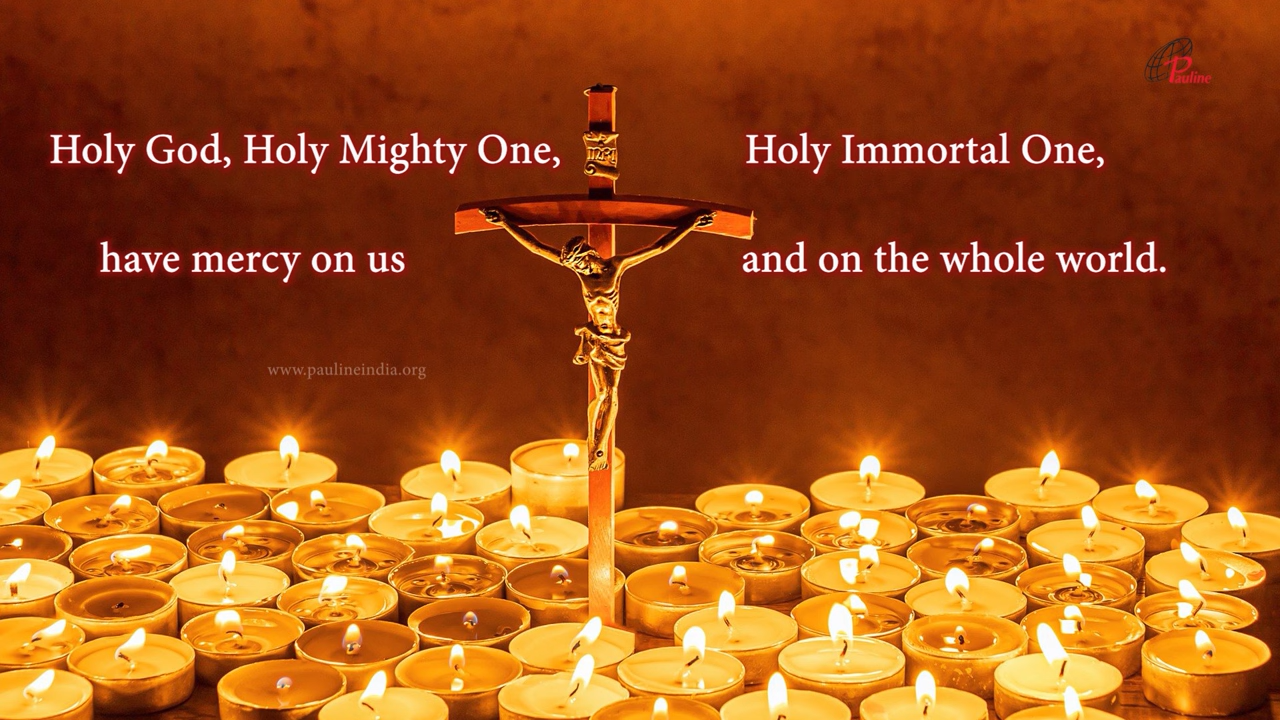 Pauline
INRI
Holy God, Holy Mighty One,
Holy Immortal One,
have mercy on us
and on the whole world.
www.paulineindia.org